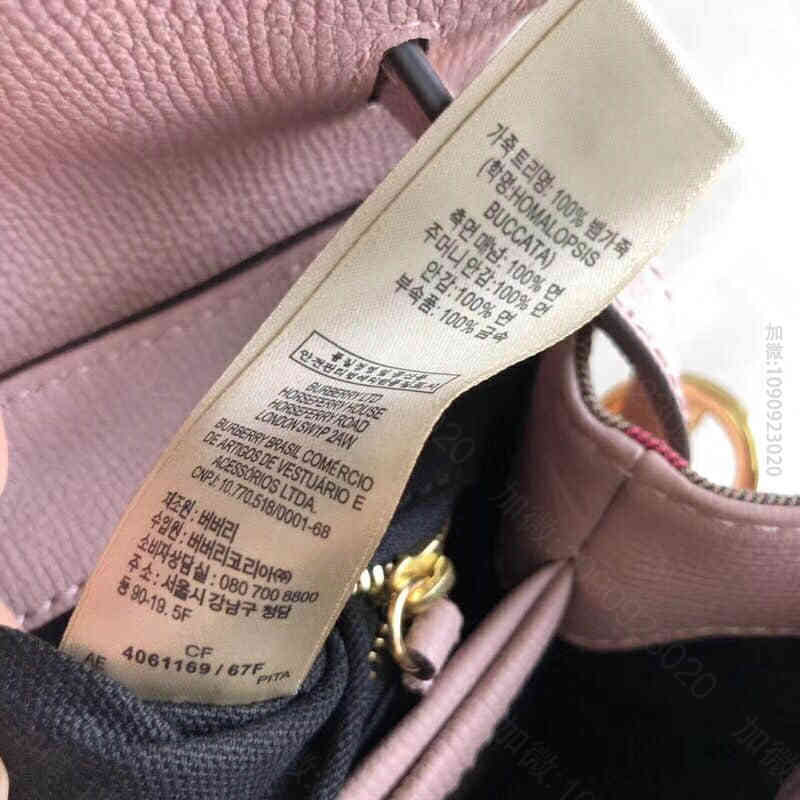 가죽 트리밍: 100% 뱀가죽
(학명:HOMALOPSIS
BUCCATA)
측면 패널: 100% 면
주머니 안감:100% 면
안감: 100% 면
부속품: 100% 금속
BURBERRY LTD
HORSEFERRY HOUSE
HORSEFERRY ROAD
LONDON SW1P 2AW
BURBERRY BRASIL COMERCIO
DE ARTIGOS DE VESTUÁRIO E
ACESSÓRIOS LTDA.
CNPJ: 10.770.518/0001-68
제조원 : 버버리
수입원 : 버버리코리아㈜
소비자상담실 : 080 700 8800
주소 : 서울시 강남구 청담
동 90-19. 5F
CF
AF 4061169 / 67F
PITA
加微:1090923020